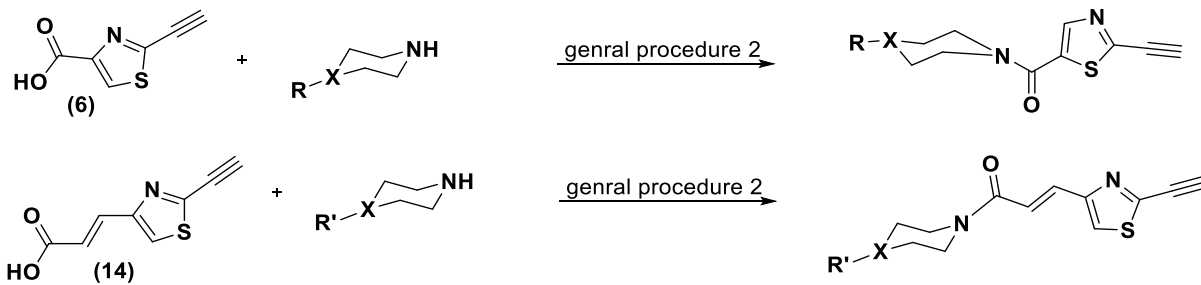 O
N
S
HO
(6)
+
NH
X
R
genral procedure 2
R
X
N
O
N
S
O
N
S
HO
(14)
+
NH
X
R'
genral procedure 2
O
N
X
R'
N
S